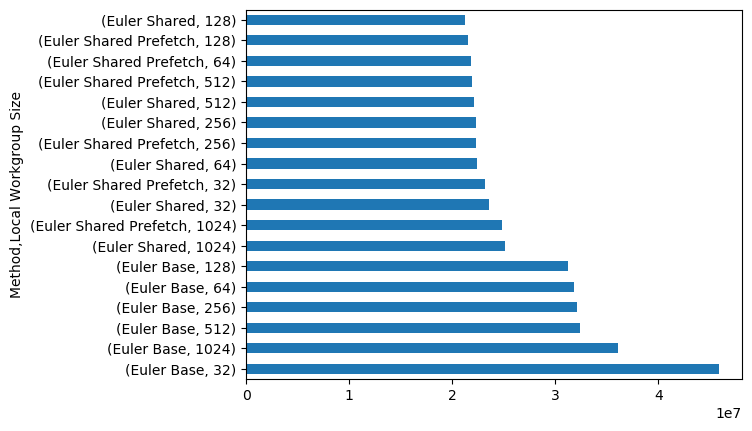 (Euler Shared, 128)
(Euler Shared Prefetch, 128)
(Euler Shared Prefetch, 64)
(Euler Shared Prefetch, 512)
(Euler Shared, 512)
(Euler Shared, 256)
(Euler Shared Prefetch, 256)
(Euler Shared, 64)
(Euler Shared Prefetch, 32)
(Euler Shared, 32)
(Euler Shared Prefetch, 1024)
(Euler Shared, 1024)
(Euler Base, 128)
(Euler Base, 64)
(Euler Base, 256)
(Euler Base, 512)
(Euler Base, 1024)
(Euler Base, 32)
Method,Local Workgroup Size
0 1 2 3 4
1e7